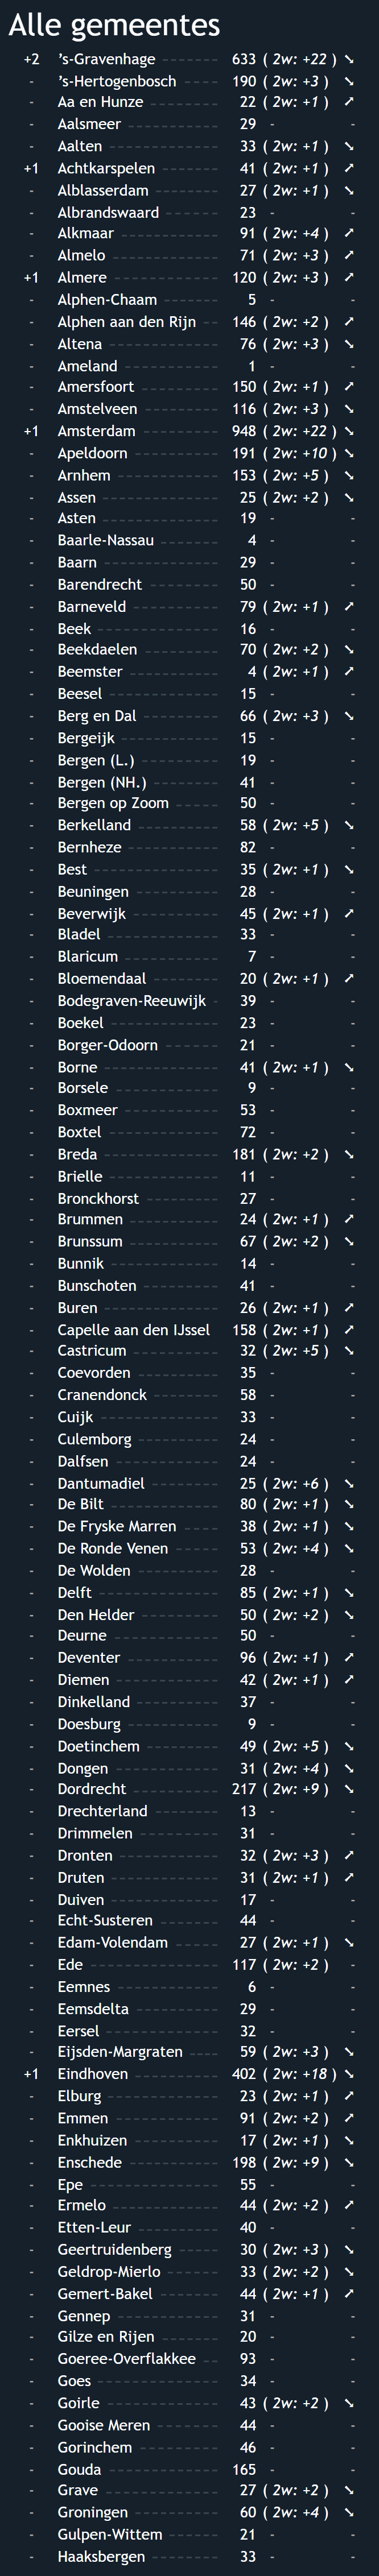 Alle gemeentes
+2 ’s-Gravenhage 633 ( 2w: +22 ) ➘
- ’s-Hertogenbosch 190 ( 2w: +3 ) ➘
- Aa en Hunze 22 ( 2w: +1 ) ➚
- Aalsmeer 29 - -
- Aalten 33 ( 2w: +1 ) ➘
+1 Achtkarspelen 41 ( 2w: +1 ) ➚
- Alblasserdam 27 ( 2w: +1 ) ➘
- Albrandswaard 23 - -
- Alkmaar 91 ( 2w: +4 ) ➚
- Almelo 71 ( 2w: +3 ) ➚
+1 Almere 120 ( 2w: +3 ) ➚
- Alphen-Chaam 5 - -
- Alphen aan den Rijn 146 ( 2w: +2 ) ➚
- Altena 76 ( 2w: +3 ) ➘
- Ameland 1 - -
- Amersfoort 150 ( 2w: +1 ) ➚
- Amstelveen 116 ( 2w: +3 ) ➘
+1 Amsterdam 948 ( 2w: +22 ) ➘
- Apeldoorn 191 ( 2w: +10 ) ➘
- Arnhem 153 ( 2w: +5 ) ➘
- Assen 25 ( 2w: +2 ) ➘
- Asten 19 - -
- Baarle-Nassau 4 - -
- Baarn 29 - -
- Barendrecht 50 - -
- Barneveld 79 ( 2w: +1 ) ➚
- Beek 16 - -
- Beekdaelen 70 ( 2w: +2 ) ➘
- Beemster 4 ( 2w: +1 ) ➚
- Beesel 15 - -
- Berg en Dal 66 ( 2w: +3 ) ➘
- Bergeijk 15 - -
- Bergen (L.) 19 - -
- Bergen (NH.) 41 - -
- Bergen op Zoom 50 - -
- Berkelland 58 ( 2w: +5 ) ➘
- Bernheze 82 - -
- Best 35 ( 2w: +1 ) ➘
- Beuningen 28 - -
- Beverwijk 45 ( 2w: +1 ) ➚
- Bladel 33 - -
- Blaricum 7 - -
- Bloemendaal 20 ( 2w: +1 ) ➚
- Bodegraven-Reeuwijk 39 - -
- Boekel 23 - -
- Borger-Odoorn 21 - -
- Borne 41 ( 2w: +1 ) ➘
- Borsele 9 - -
- Boxmeer 53 - -
- Boxtel 72 - -
- Breda 181 ( 2w: +2 ) ➘
- Brielle 11 - -
- Bronckhorst 27 - -
- Brummen 24 ( 2w: +1 ) ➚
- Brunssum 67 ( 2w: +2 ) ➘
- Bunnik 14 - -
- Bunschoten 41 - -
- Buren 26 ( 2w: +1 ) ➚
- Capelle aan den IJssel 158 ( 2w: +1 ) ➚
- Castricum 32 ( 2w: +5 ) ➘
- Coevorden 35 - -
- Cranendonck 58 - -
- Cuijk 33 - -
- Culemborg 24 - -
- Dalfsen 24 - -
- Dantumadiel 25 ( 2w: +6 ) ➘
- De Bilt 80 ( 2w: +1 ) ➘
- De Fryske Marren 38 ( 2w: +1 ) ➘
- De Ronde Venen 53 ( 2w: +4 ) ➘
- De Wolden 28 - -
- Delft 85 ( 2w: +1 ) ➘
- Den Helder 50 ( 2w: +2 ) ➘
- Deurne 50 - -
- Deventer 96 ( 2w: +1 ) ➚
- Diemen 42 ( 2w: +1 ) ➚
- Dinkelland 37 - -
- Doesburg 9 - -
- Doetinchem 49 ( 2w: +5 ) ➘
- Dongen 31 ( 2w: +4 ) ➘
- Dordrecht 217 ( 2w: +9 ) ➘
- Drechterland 13 - -
- Drimmelen 31 - -
- Dronten 32 ( 2w: +3 ) ➚
- Druten 31 ( 2w: +1 ) ➚
- Duiven 17 - -
- Echt-Susteren 44 - -
- Edam-Volendam 27 ( 2w: +1 ) ➘
- Ede 117 ( 2w: +2 ) -
- Eemnes 6 - -
- Eemsdelta 29 - -
- Eersel 32 - -
- Eijsden-Margraten 59 ( 2w: +3 ) ➘
+1 Eindhoven 402 ( 2w: +18 ) ➘
- Elburg 23 ( 2w: +1 ) ➚
- Emmen 91 ( 2w: +2 ) ➚
- Enkhuizen 17 ( 2w: +1 ) ➘
- Enschede 198 ( 2w: +9 ) ➘
- Epe 55 - -
- Ermelo 44 ( 2w: +2 ) ➚
- Etten-Leur 40 - -
- Geertruidenberg 30 ( 2w: +3 ) ➘
- Geldrop-Mierlo 33 ( 2w: +2 ) ➘
- Gemert-Bakel 44 ( 2w: +1 ) ➚
- Gennep 31 - -
- Gilze en Rijen 20 - -
- Goeree-Overflakkee 93 - -
- Goes 34 - -
- Goirle 43 ( 2w: +2 ) ➘
- Gooise Meren 44 - -
- Gorinchem 46 - -
- Gouda 165 - -
- Grave 27 ( 2w: +2 ) ➘
- Groningen 60 ( 2w: +4 ) ➘
- Gulpen-Wittem 21 - -
- Haaksbergen 33 - -